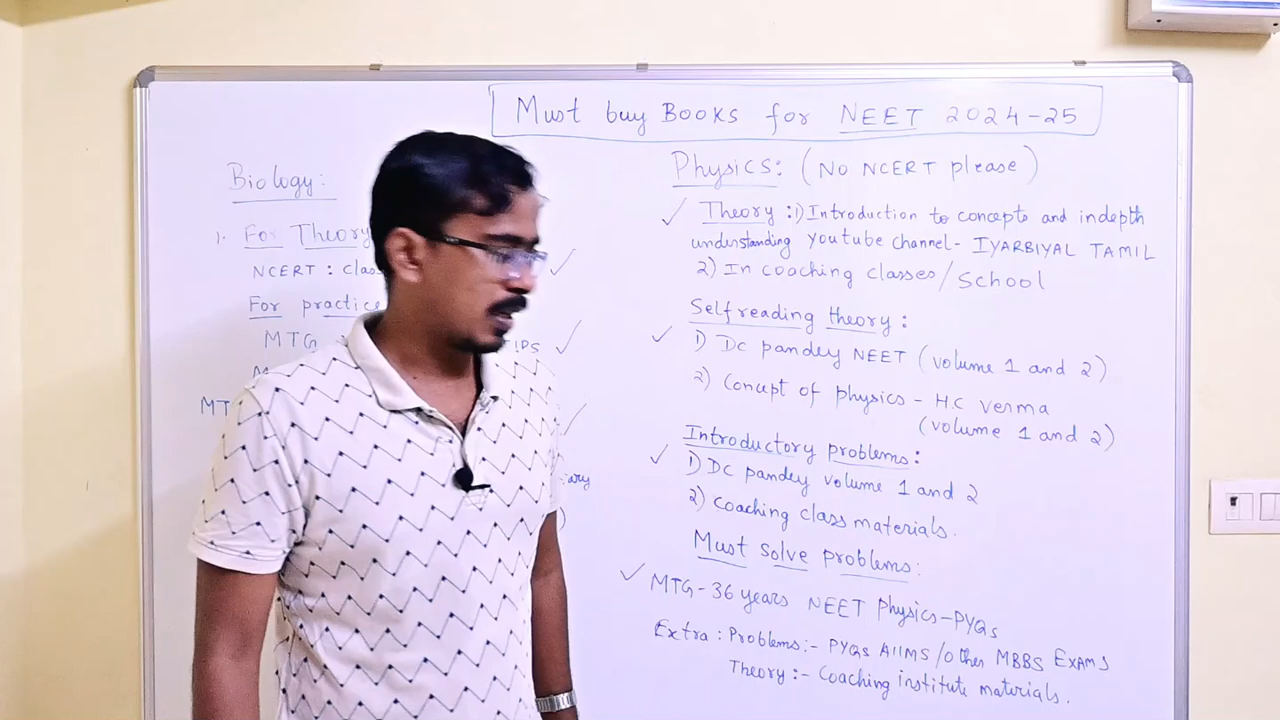 Must buy BOOKS for NEET 2024-25
Biology:
1. For Theory
NCERT: clas
For practice
MTG
IPS
MT
ary
Physics: (No NCERT please)
Theory: 1) Introduction to concepts and indepth
understanding youtube channel- IYARBIYAL TAMIL
2) In coaching classes/School
Selfreading theory:
1) Dc pandey NEET (volume 1 and 2)
2) Concept of physics - H.C verma
(volume 1 and 2)
Introductory problems:
1) DC pandey volume 1 and 2
2) coaching class materials.
Must solve problems:
MTG-36 years NEET Physics-PYQs
Extra: Problems:- PYQs AIIMS/other MBBS EXAMS
Theory:- Coaching institute materials.